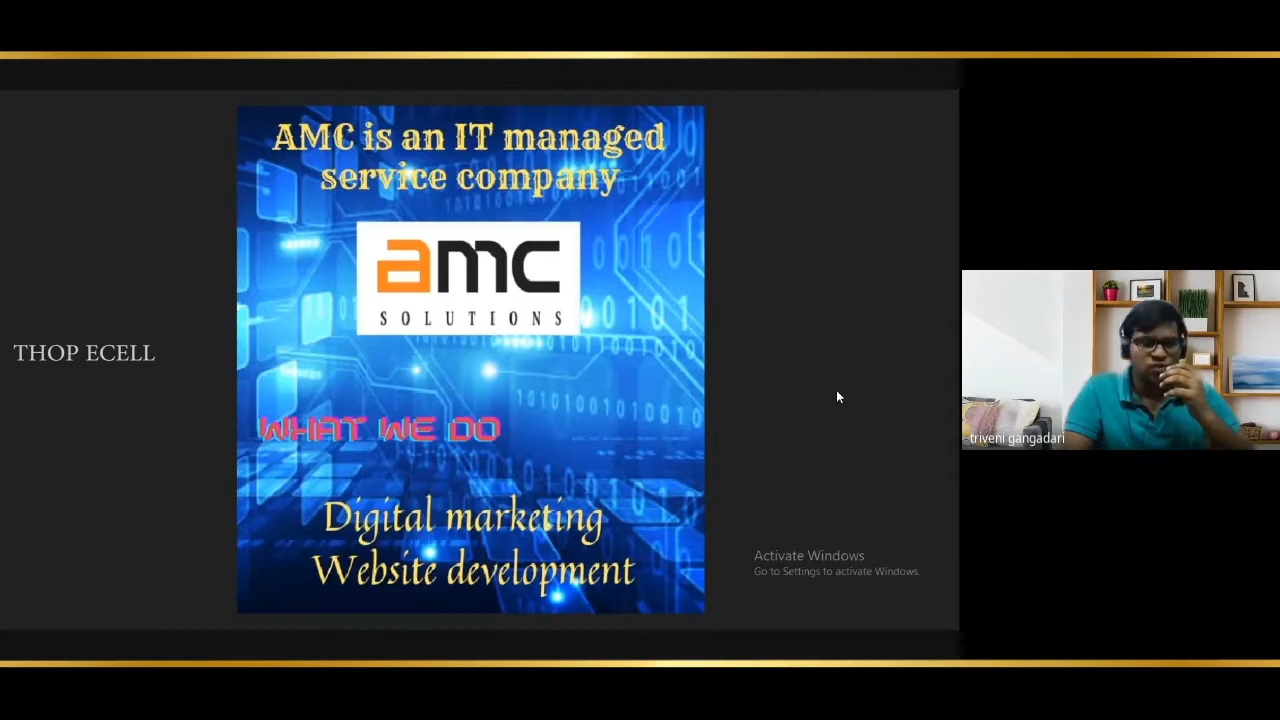 AMC is an IT managed
service company
amc
SOLUTIONS
THOP ECELL
WHAT WE DO
triveni gangadari
Digital marketing
Website development
Activate Windows
Go to Settings to activate Windows.